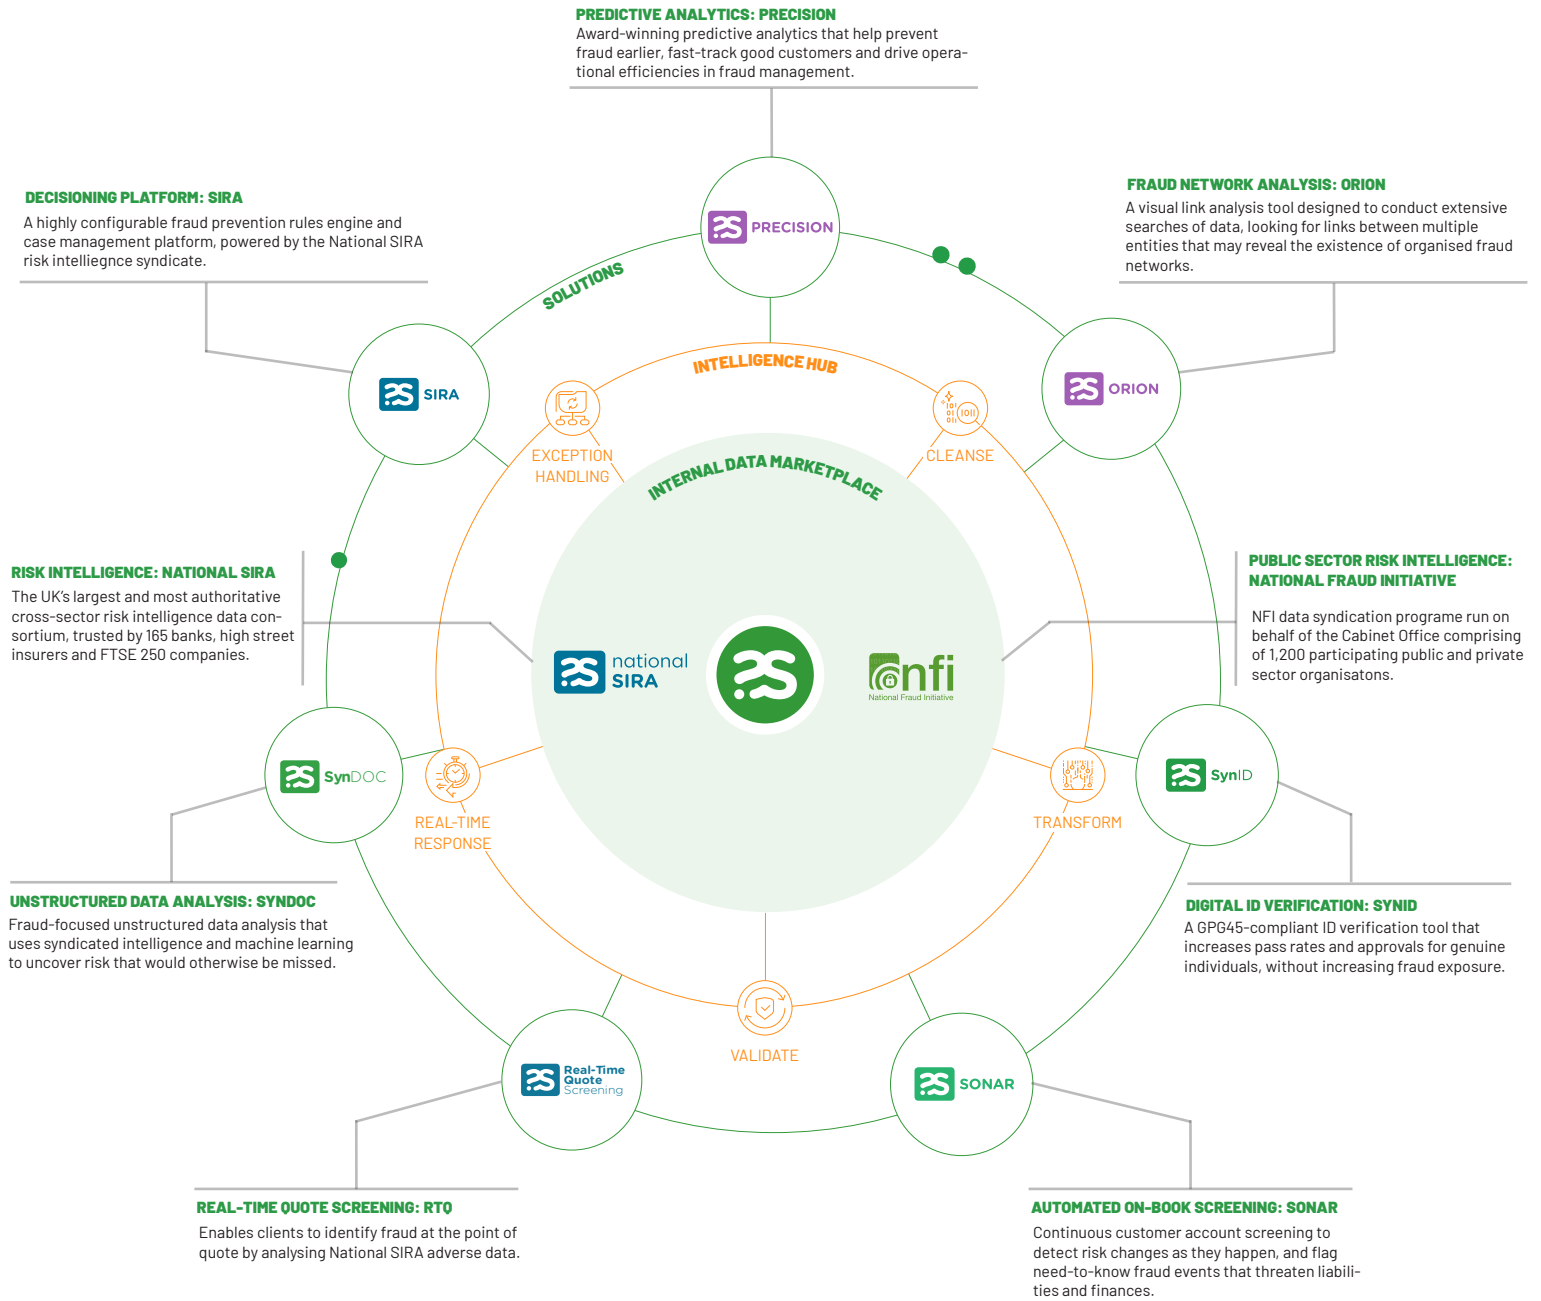 PREDICTIVE ANALYTICS: PRECISION
Award-winning predictive analytics that help prevent
fraud earlier, fast-track good customers and drive opera-
tional efficiencies in fraud management.
DECISIONING PLATFORM: SIRA
A highly configurable fraud prevention rules engine and
case management platform, powered by the National SIRA
risk intelliegnce syndicate.
FRAUD NETWORK ANALYSIS: ORION
A visual link analysis tool designed to conduct extensive
searches of data, looking for links between multiple
entities that may reveal the existence of organised fraud
networks.
PRECISION
SOLUTIONS
SIRA
ORION
INTELLIGENCE HUB
EXCEPTION
HANDLING
CLEANSE
INTERNAL DATA MARKETPLACE
RISK INTELLIGENCE: NATIONAL SIRA
The UK's largest and most authoritative
cross-sector risk intelligence data con-
sortium, trusted by 165 banks, high street
insurers and FTSE 250 companies.
PUBLIC SECTOR RISK INTELLIGENCE:
NATIONAL FRAUD INITIATIVE
NFI data syndication programe run on
behalf of the Cabinet Office comprising
of 1,200 participating public and private
sector organisatons.
national
SIRA
nfi
National Fraud Initiative
SynDOC
SynID
REAL-TIME
RESPONSE
TRANSFORM
UNSTRUCTURED DATA ANALYSIS: SYNDOC
Fraud-focused unstructured data analysis that
uses syndicated intelligence and machine learning
to uncover risk that would otherwise be missed.
DIGITAL ID VERIFICATION: SYNID
A GPG45-compliant ID verification tool that
increases pass rates and approvals for genuine
individuals, without increasing fraud exposure.
VALIDATE
Real-Time
Quote
Screening
SONAR
REAL-TIME QUOTE SCREENING: RTQ
Enables clients to identify fraud at the point of
quote by analysing National SIRA adverse data.
AUTOMATED ON-BOOK SCREENING: SONAR
Continuous customer account screening to
detect risk changes as they happen, and flag
need-to-know fraud events that threaten liabili-
ties and finances.